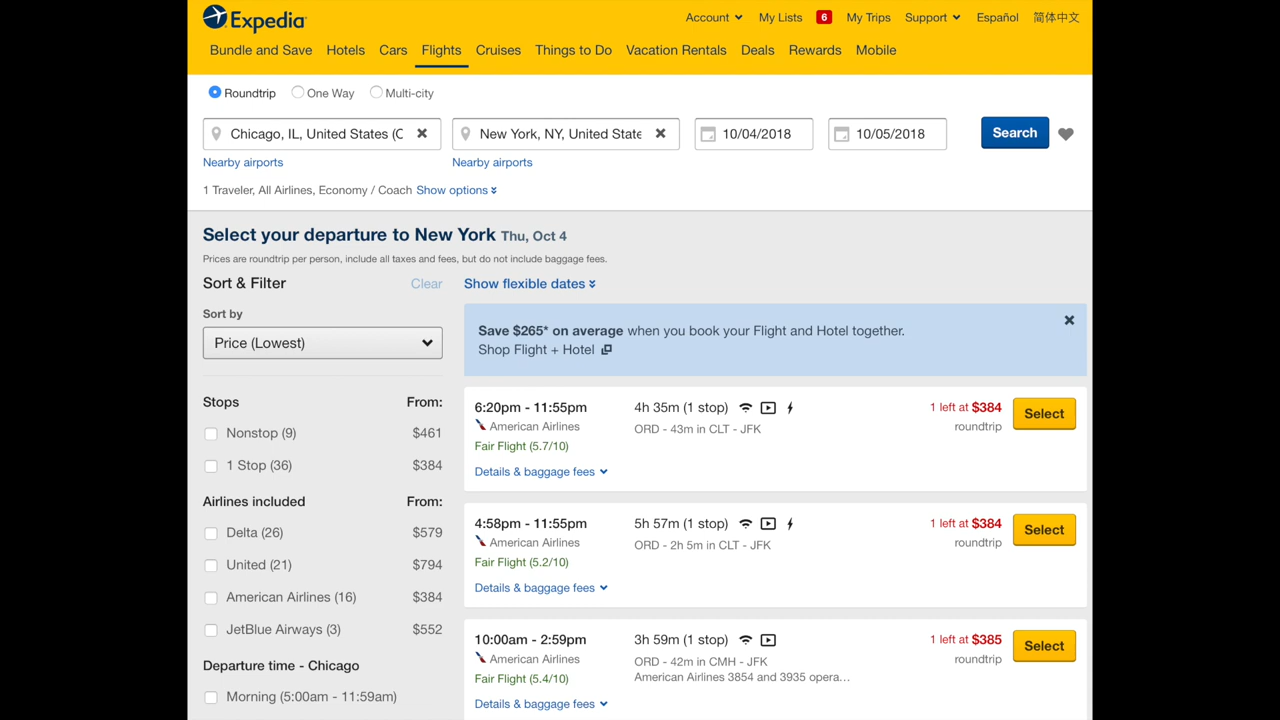 Expedia
Account My Lists 6 My Trips Support Español 简体中文
Bundle and Save Hotels Cars Flights Cruises Things to Do Vacation Rentals Deals Rewards Mobile
Roundtrip One Way Multi-city
Chicago, IL, United States (O New York, NY, United State 10/04/2018 10/05/2018 Search
Nearby airports Nearby airports
1 Traveler, All Airlines, Economy / Coach Show options
Select your departure to New York Thu, Oct 4
Prices are roundtrip per person, include all taxes and fees, but do not include baggage fees.
Sort & Filter Clear
Sort by
Price (Lowest)
Stops From:
Nonstop (9) $461
1 Stop (36) $384
Airlines included From:
Delta (26) $579
United (21) $794
American Airlines (16) $384
JetBlue Airways (3) $552
Departure time - Chicago
Morning (5:00am - 11:59am)
Show flexible dates
Save $265* on average when you book your Flight and Hotel together.
Shop Flight + Hotel
6:20pm - 11:55pm 4h 35m (1 stop) 1 left at $384 Select
American Airlines ORD - 43m in CLT - JFK roundtrip
Fair Flight (5.7/10)
Details & baggage fees
4:58pm - 11:55pm 5h 57m (1 stop) 1 left at $384 Select
American Airlines ORD - 2h 5m in CLT - JFK roundtrip
Fair Flight (5.2/10)
Details & baggage fees
10:00am - 2:59pm 3h 59m (1 stop) 1 left at $385 Select
American Airlines ORD - 42m in CMH - JFK roundtrip
Fair Flight (5.4/10) American Airlines 3854 and 3935 opera…
Details & baggage fees